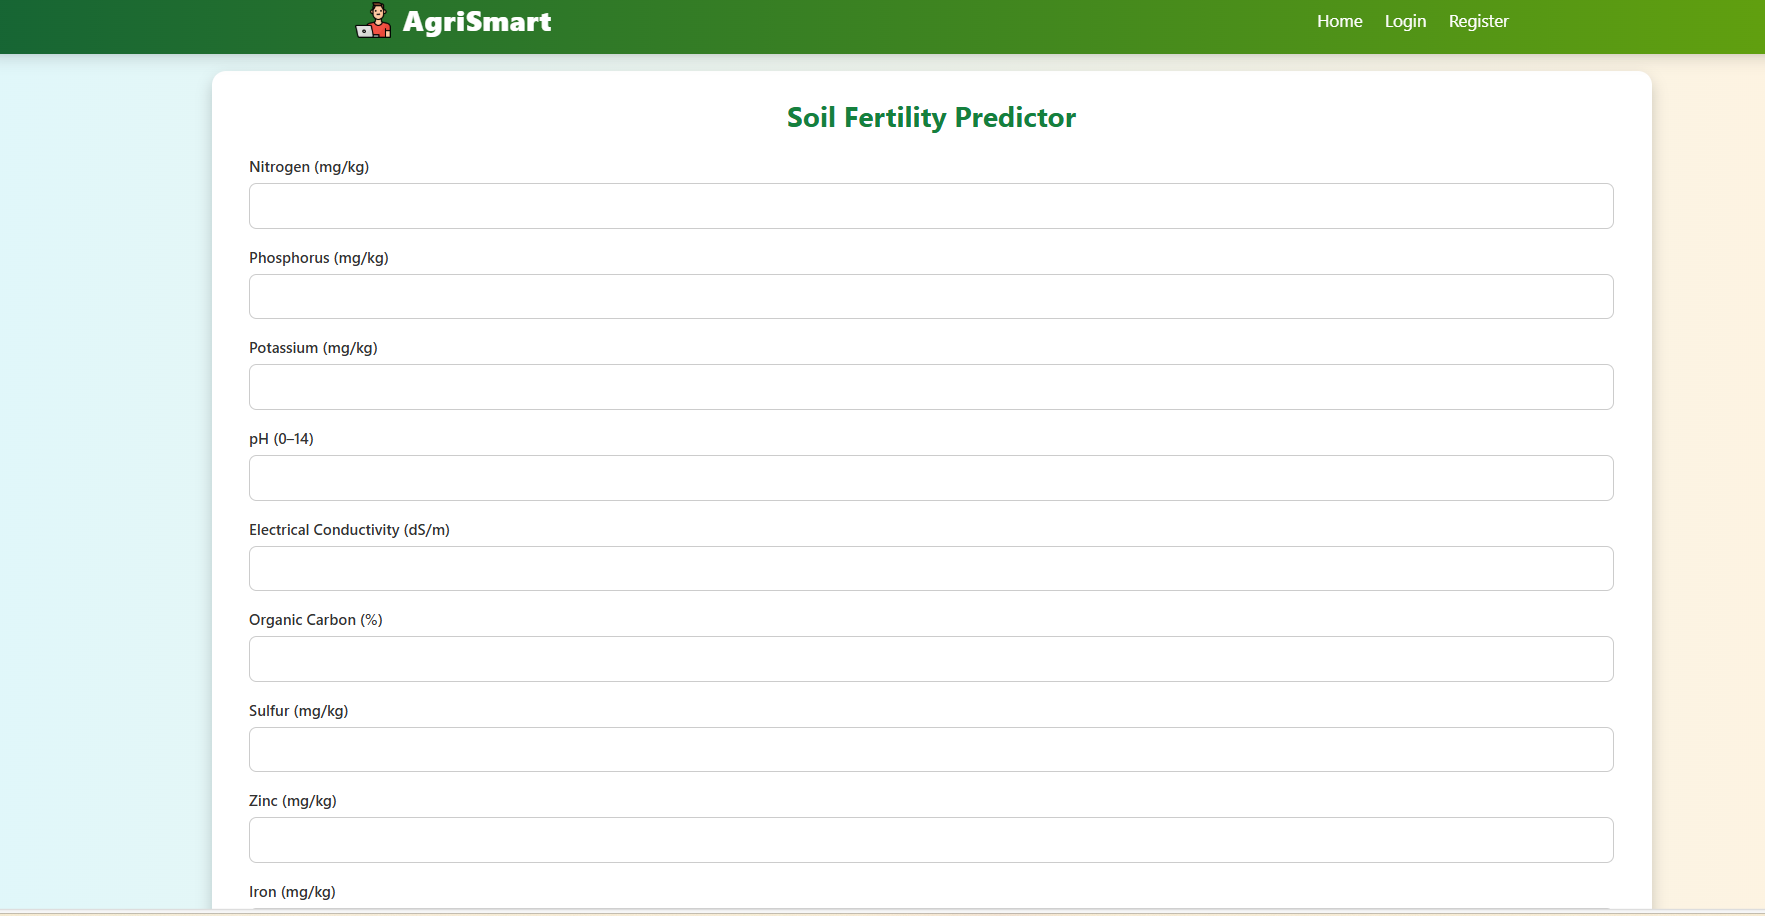 AgriSmart
Home Login Register
Soil Fertility Predictor
Nitrogen (mg/kg)
Phosphorus (mg/kg)
Potassium (mg/kg)
pH (0–14)
Electrical Conductivity (dS/m)
Organic Carbon (%)
Sulfur (mg/kg)
Zinc (mg/kg)
Iron (mg/kg)